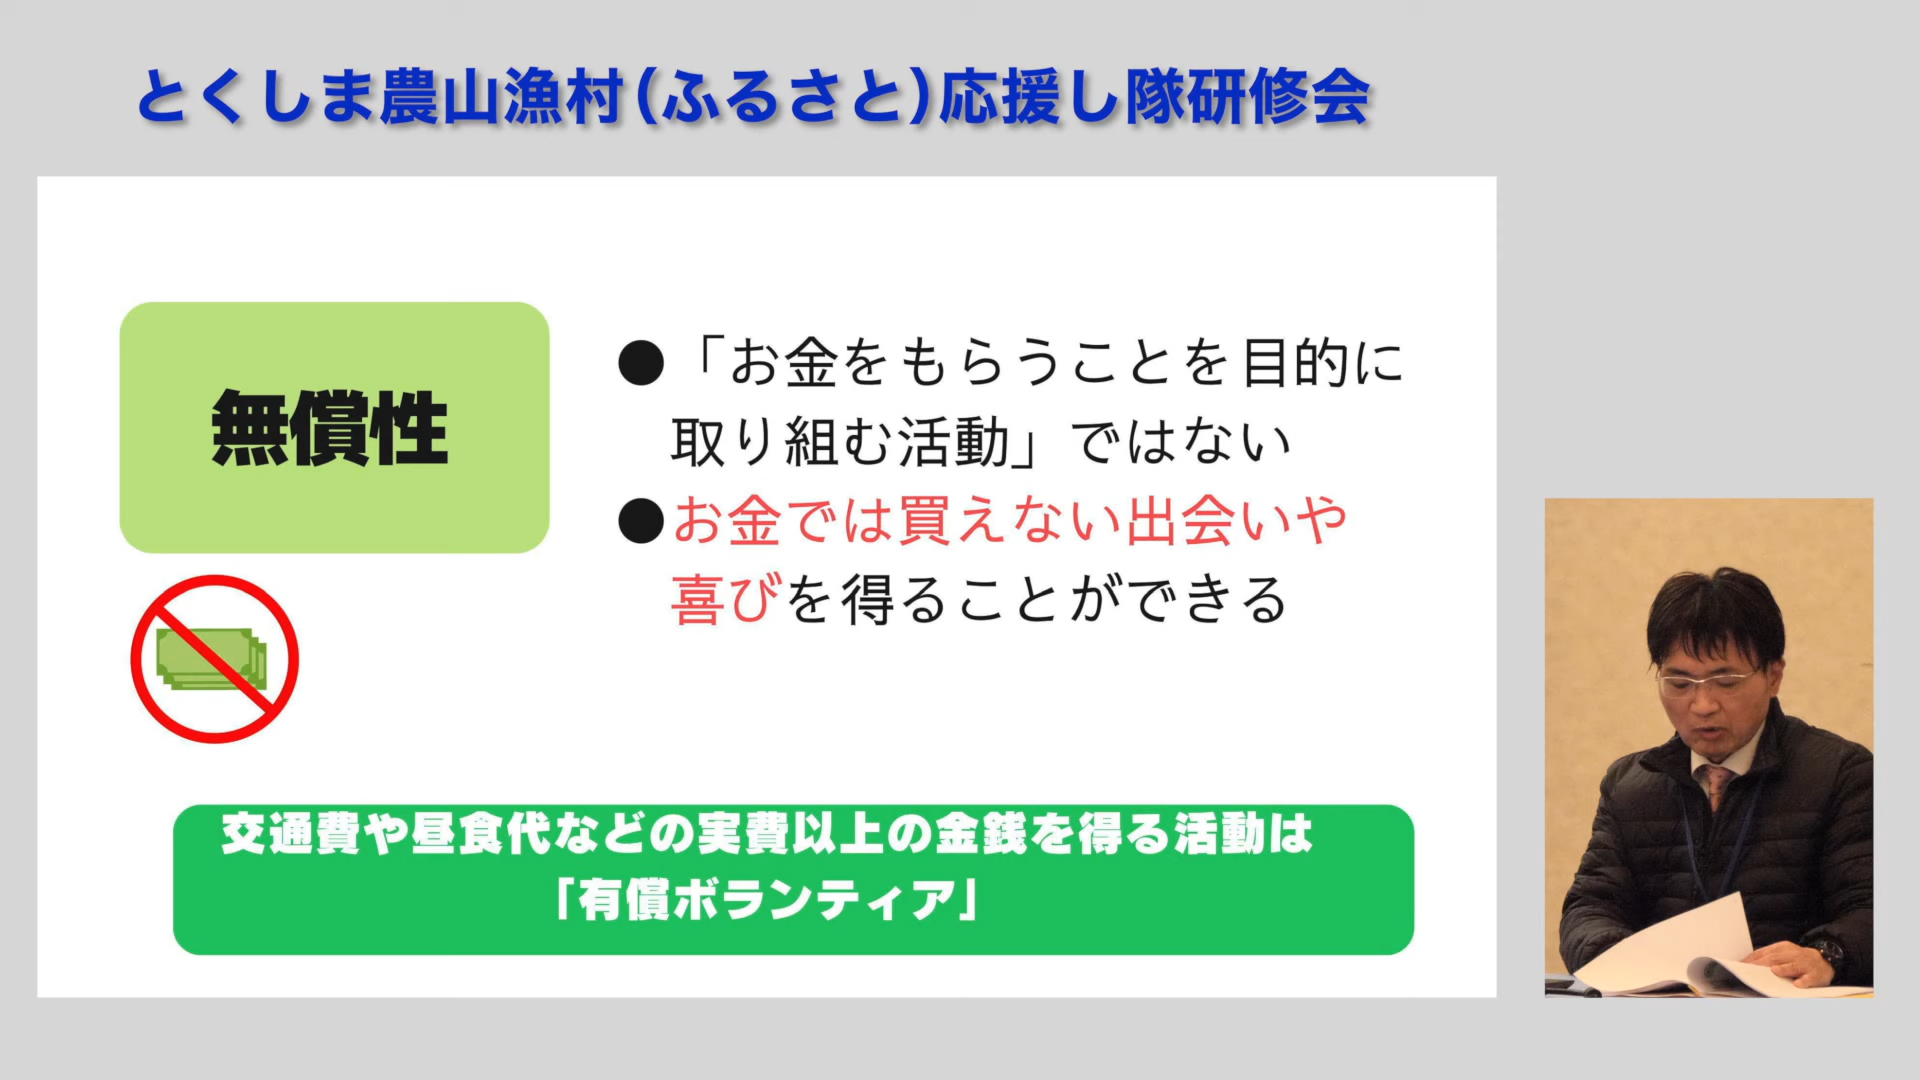 とくしま農山漁村(ふるさと)応援し隊研修会
無償性
●「お金をもらうことを目的に
取り組む活動」ではない
●お金では買えない出会いや
喜びを得ることができる
交通費や昼食代などの実費以上の金銭を得る活動は
「有償ボランティア」